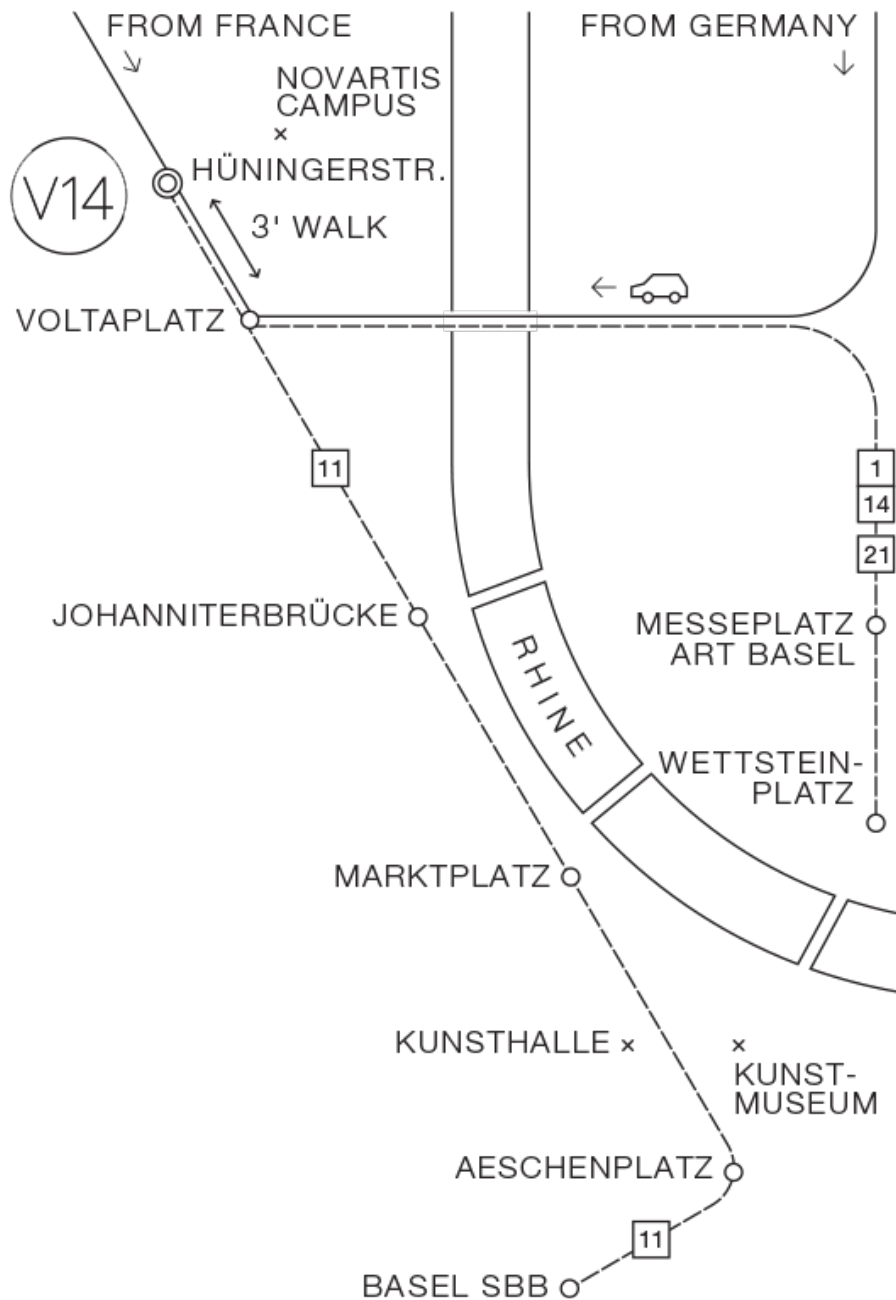 FROM FRANCE
FROM GERMANY
NOVARTIS
CAMPUS
V14
HÜNINGERSTR.
3' WALK
VOLTAPLATZ
11
1
14
21
JOHANNITERBRÜCKE
MESSEPLATZ
ART BASEL
RHINE
WETTSTEIN-
PLATZ
MARKTPLATZ
KUNSTHALLE
KUNST-
MUSEUM
AESCHENPLATZ
11
BASEL SBB